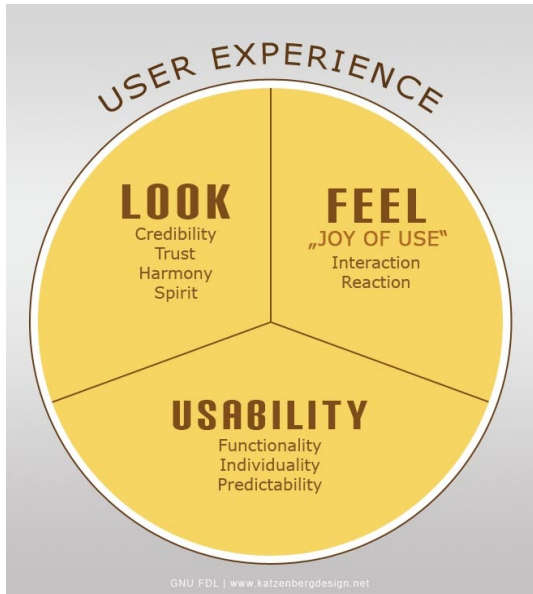 USER EXPERIENCE
LOOK
Credibility
Trust
Harmony
Spirit
FEEL
„JOY OF USE“
Interaction
Reaction
USABILITY
Functionality
Individuality
Predictability
GNU FDL | www.katzenbergdesign.net